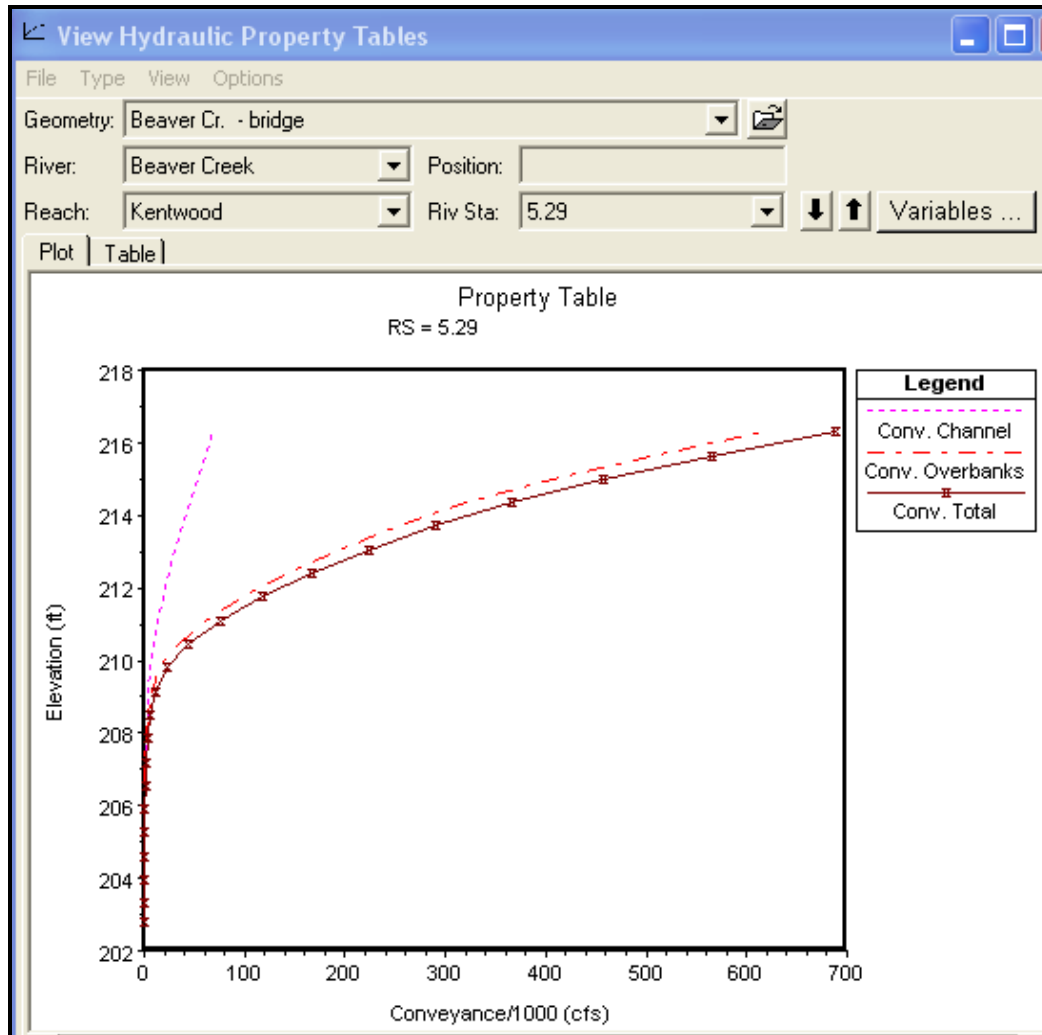 View Hydraulic Property Tables
File Type View Options
Geometry: Beaver Cr. - bridge
River: Beaver Creek Position:
Reach: Kentwood Riv Sta: 5.29 Variables ...
Plot Table
Property Table
RS = 5.29
Legend
Conv. Channel
Conv. Overbanks
Conv. Total
Elevation (ft)
218
216
214
212
210
208
206
204
202
0 100 200 300 400 500 600 700
Conveyance/1000 (cfs)